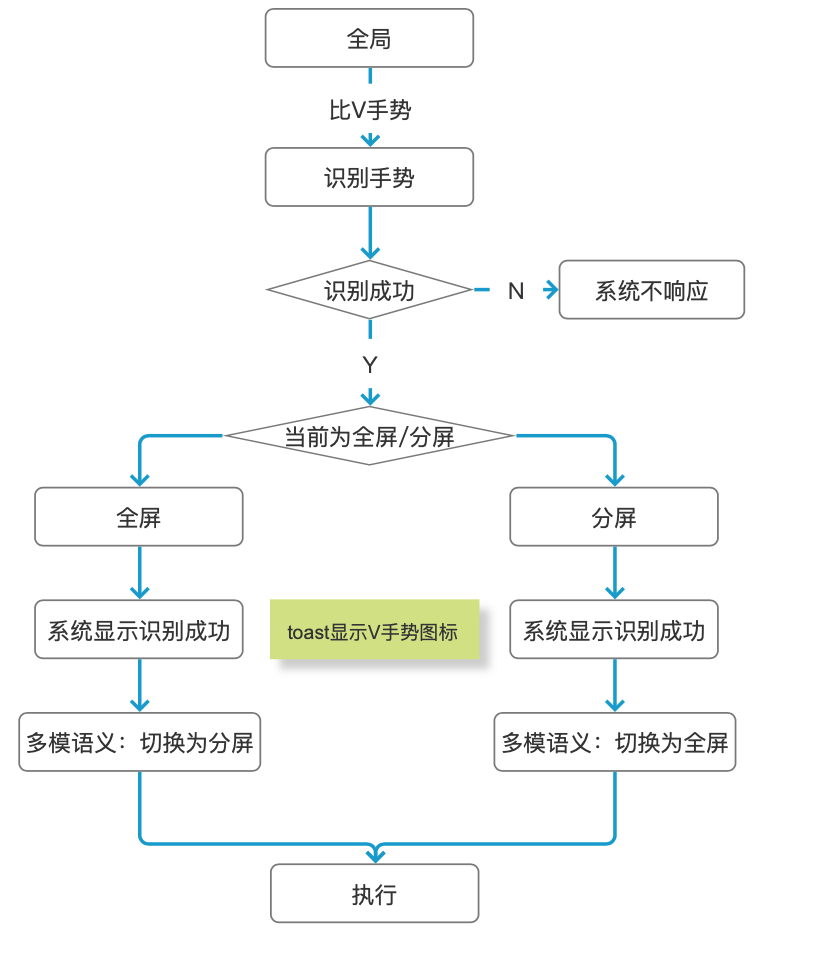 全局
比V手势
识别手势
识别成功
N
系统不响应
Y
当前为全屏/分屏
全屏
分屏
系统显示识别成功
toast显示V手势图标
系统显示识别成功
多模语义：切换为分屏
多模语义：切换为全屏
执行